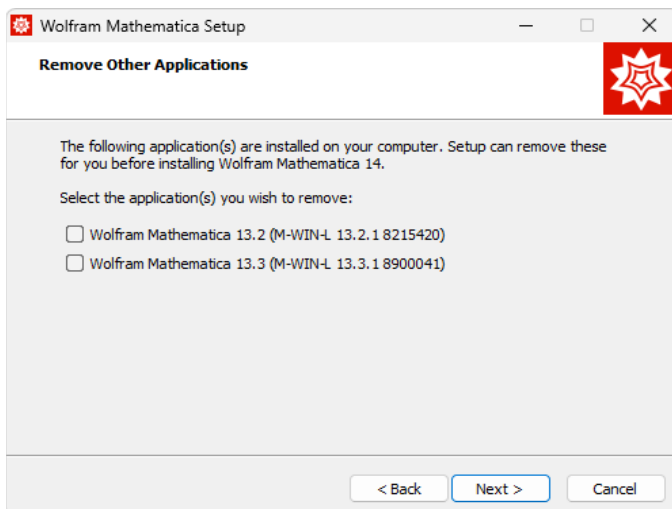 Wolfram Mathematica Setup
Remove Other Applications
The following application(s) are installed on your computer. Setup can remove these
for you before installing Wolfram Mathematica 14.
Select the application(s) you wish to remove:
Wolfram Mathematica 13.2 (M-WIN-L 13.2.1 8215420)
Wolfram Mathematica 13.3 (M-WIN-L 13.3.1 8900041)
< Back Next > Cancel